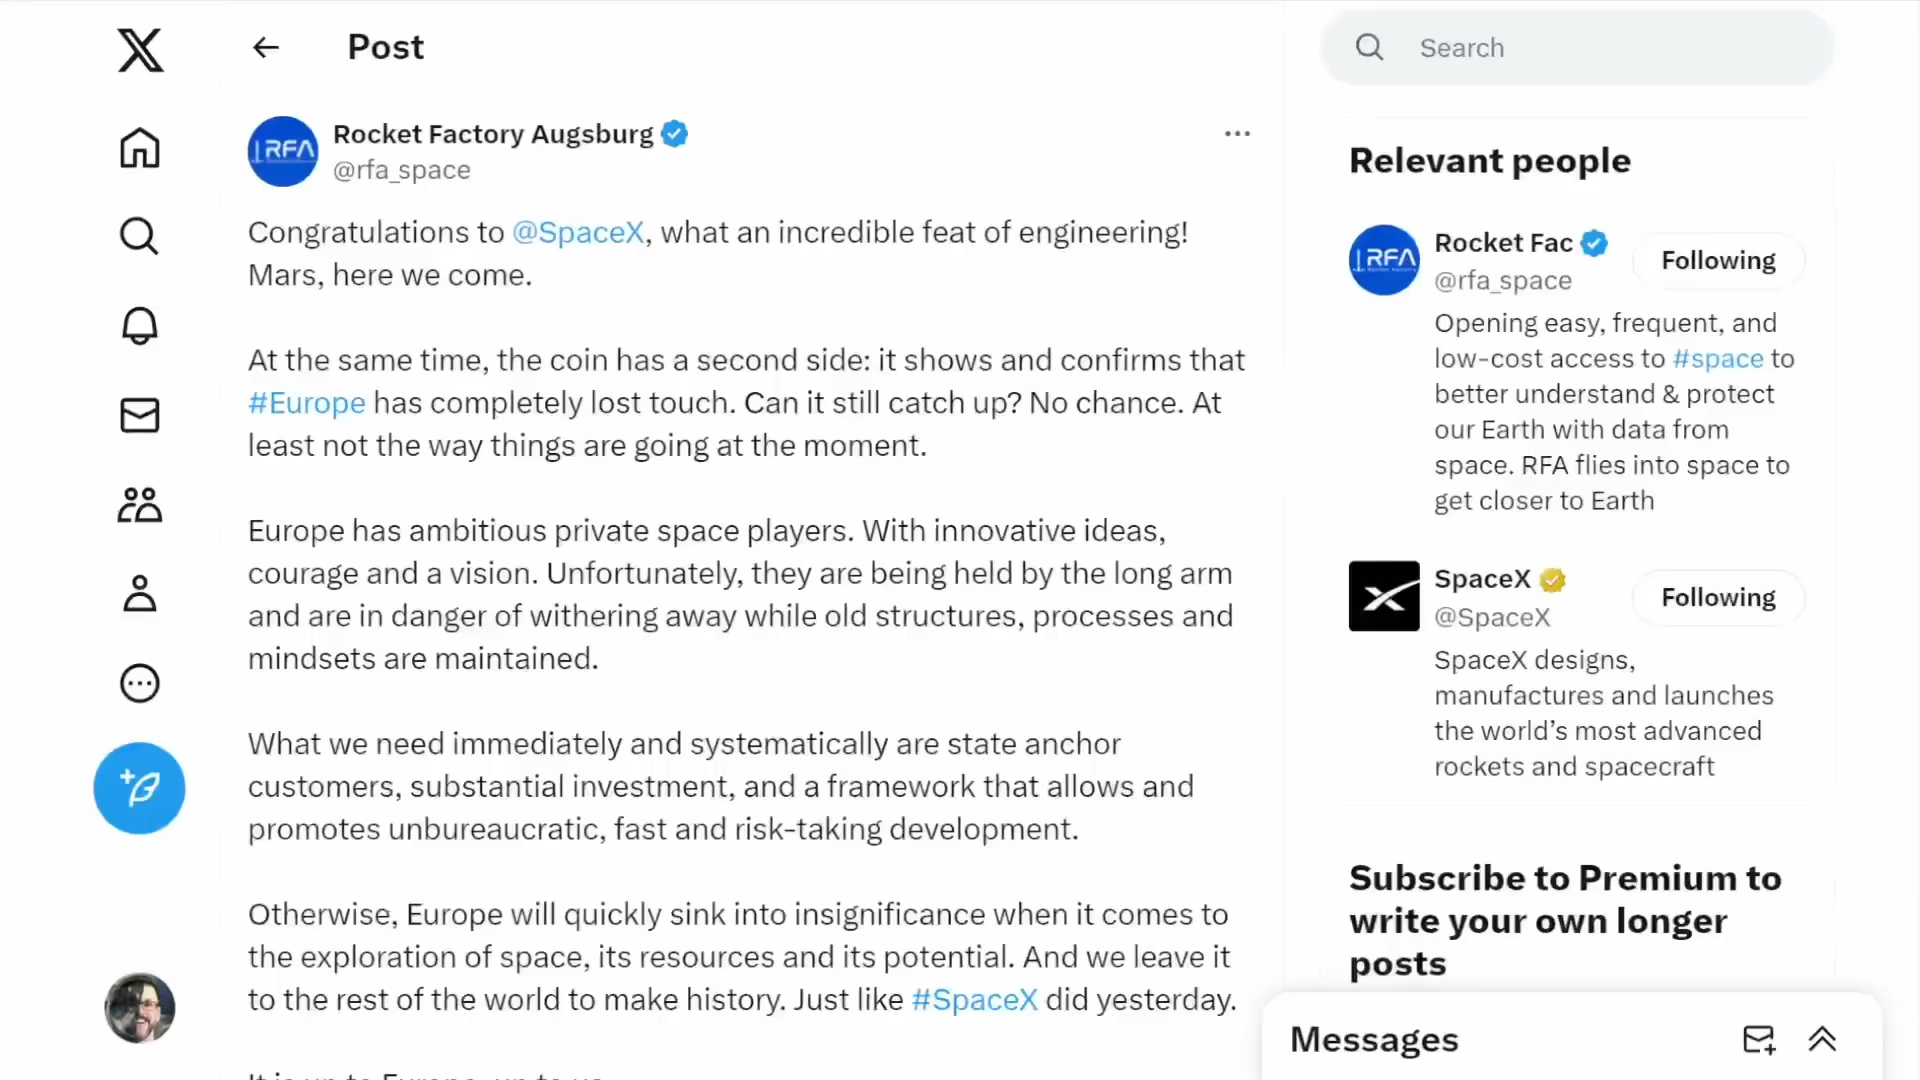 Post
Search
Rocket Factory Augsburg
@rfa_space
RFA
Congratulations to @SpaceX, what an incredible feat of engineering!
Mars, here we come.
At the same time, the coin has a second side: it shows and confirms that
#Europe has completely lost touch. Can it still catch up? No chance. At
least not the way things are going at the moment.
Europe has ambitious private space players. With innovative ideas,
courage and a vision. Unfortunately, they are being held by the long arm
and are in danger of withering away while old structures, processes and
mindsets are maintained.
What we need immediately and systematically are state anchor
customers, substantial investment, and a framework that allows and
promotes unbureaucratic, fast and risk-taking development.
Otherwise, Europe will quickly sink into insignificance when it comes to
the exploration of space, its resources and its potential. And we leave it
to the rest of the world to make history. Just like #SpaceX did yesterday.
Relevant people
RFA
Rocket Fac
@rfa_space
Following
Opening easy, frequent, and
low-cost access to #space to
better understand & protect
our Earth with data from
space. RFA flies into space to
get closer to Earth
SpaceX
@SpaceX
Following
SpaceX designs,
manufactures and launches
the world’s most advanced
rockets and spacecraft
Subscribe to Premium to
write your own longer
posts
Messages